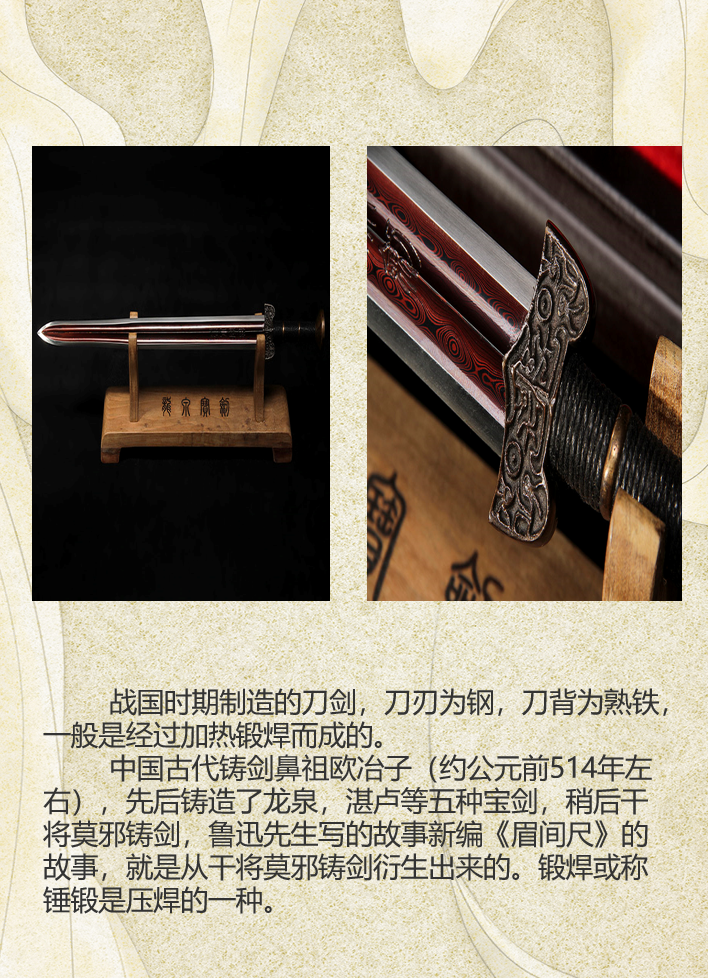 龍泉寶劍
战国时期制造的刀剑，刀刃为钢，刀背为熟铁，
一般是经过加热锻焊而成的。
中国古代铸剑鼻祖欧冶子（约公元前514年左
右），先后铸造了龙泉，湛卢等五种宝剑，稍后干
将莫邪铸剑，鲁迅先生写的故事新编《眉间尺》的
故事，就是从干将莫邪铸剑衍生出来的。锻焊或称
锤锻是压焊的一种。